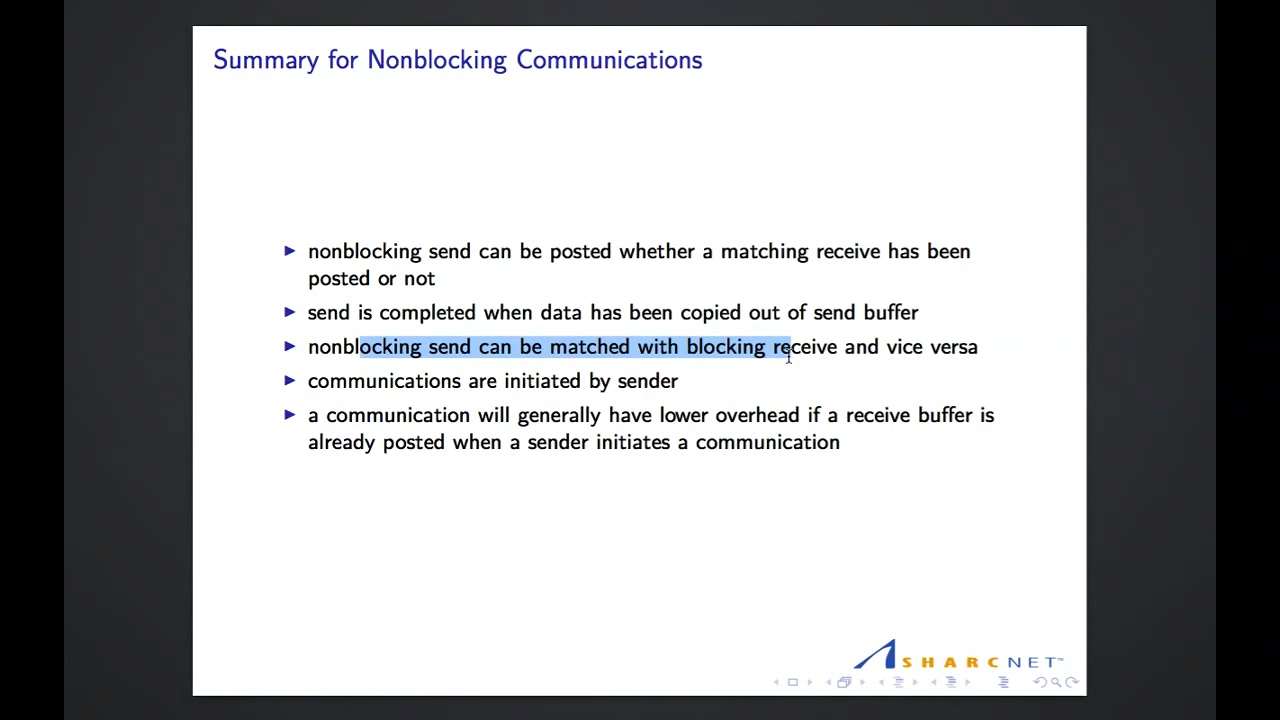 Summary for Nonblocking Communications
nonblocking send can be posted whether a matching receive has been
posted or not
send is completed when data has been copied out of send buffer
nonblocking send can be matched with blocking receive and vice versa
communications are initiated by sender
a communication will generally have lower overhead if a receive buffer is
already posted when a sender initiates a communication
SHARCNET™